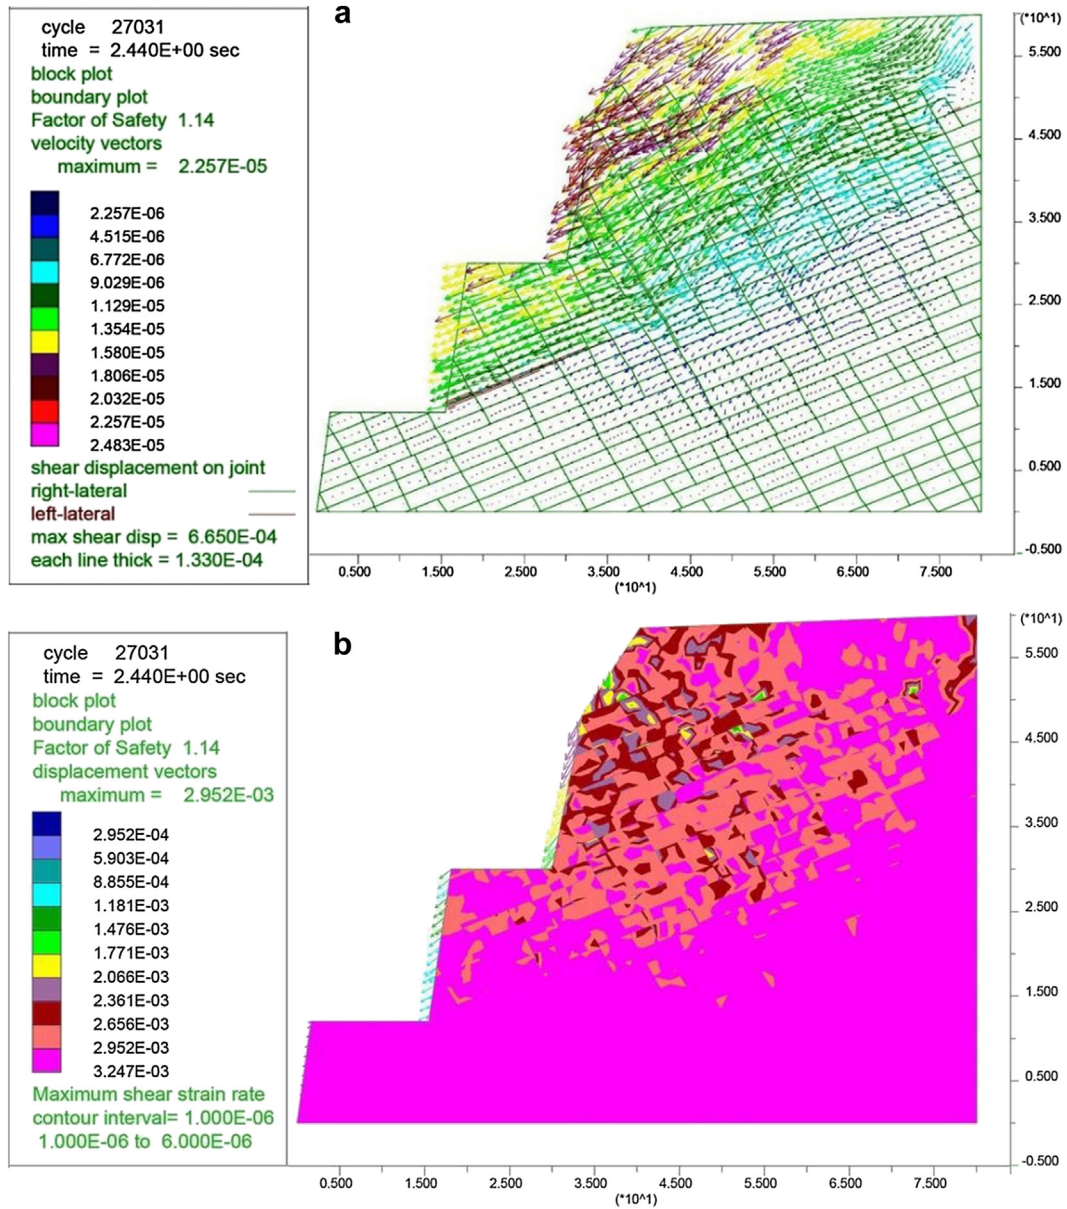 a
cycle 27031
time = 2.440E+00 sec
block plot
boundary plot
Factor of Safety 1.14
velocity vectors
maximum = 2.257E-05
2.257E-06
4.515E-06
6.772E-06
9.029E-06
1.129E-05
1.354E-05
1.580E-05
1.806E-05
2.032E-05
2.257E-05
2.483E-05
shear displacement on joint
right-lateral
left-lateral
max shear disp = 6.650E-04
each line thick = 1.330E-04
(*10^1)
5.500
4.500
3.500
2.500
1.500
0.500
-0.500
0.500 1.500 2.500 3.500 4.500 5.500 6.500 7.500
(*10^1)
b
cycle 27031
time = 2.440E+00 sec
block plot
boundary plot
Factor of Safety 1.14
displacement vectors
maximum = 2.952E-03
2.952E-04
5.903E-04
8.855E-04
1.181E-03
1.476E-03
1.771E-03
2.066E-03
2.361E-03
2.656E-03
2.952E-03
3.247E-03
Maximum shear strain rate
contour interval= 1.000E-06
1.000E-06 to 6.000E-06
(*10^1)
5.500
4.500
3.500
2.500
1.500
0.500
-0.500
0.500 1.500 2.500 3.500 4.500 5.500 6.500 7.500
(*10^1)